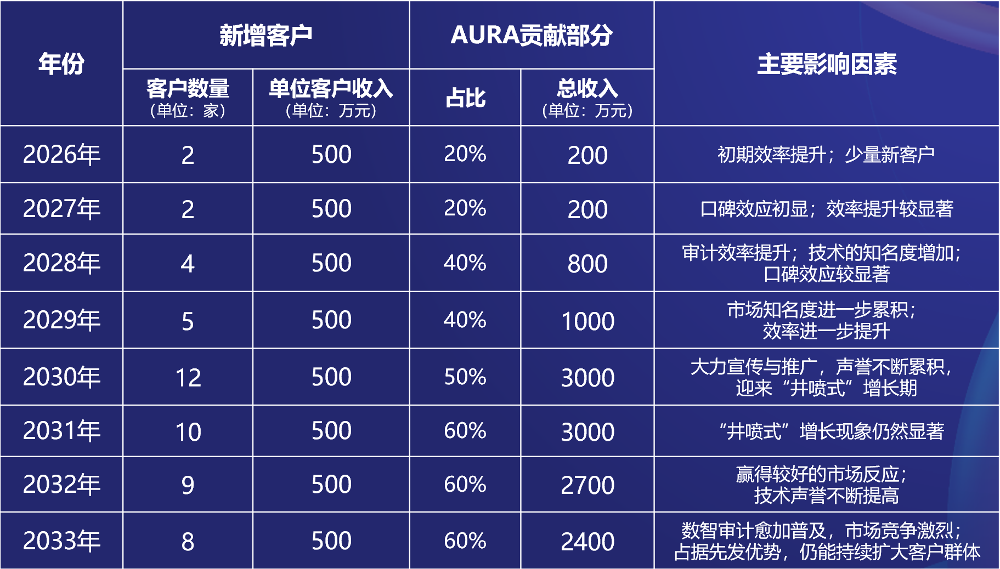 年份
新增客户
AURA贡献部分
主要影响因素
客户数量
（单位：家）
单位客户收入
（单位：万元）
占比
总收入
（单位：万元）
2026年
2
500
20%
200
初期效率提升；少量新客户
2027年
2
500
20%
200
口碑效应初显；效率提升较显著
2028年
4
500
40%
800
审计效率提升；技术的知名度增加；
口碑效应较显著
2029年
5
500
40%
1000
市场知名度进一步累积；
效率进一步提升
2030年
12
500
50%
3000
大力宣传与推广，声誉不断累积，
迎来“井喷式”增长期
2031年
10
500
60%
3000
“井喷式”增长现象仍然显著
2032年
9
500
60%
2700
赢得较好的市场反应；
技术声誉不断提高
2033年
8
500
60%
2400
数智审计愈加普及，市场竞争激烈；
占据先发优势，仍能持续扩大客户群体